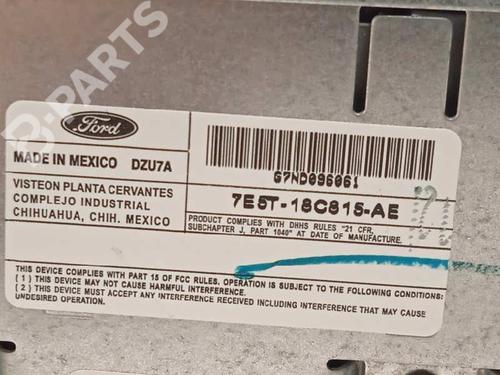 B-PARTS
Ford
MADE IN MEXICO DZU7A
VISTEON PLANTA CERVANTES
COMPLEJO INDUSTRIAL
CHIHUAHUA, CHIH. MEXICO
G7ND096061
7E5T-18C815-AE
PRODUCT COMPLIES WITH DHHS RULES "21 CFR,
SUBCHAPTER J, PART 1040" AT DATE OF MANUFACTURE.
THIS DEVICE COMPLIES WITH PART 15 OF FCC RULES. OPERATION IS SUBJECT TO THE FOLLOWING CONDITIONS:
( 1 ) THIS DEVICE MAY NOT CAUSE HARMFUL INTERFERENCE
( 2 ) THIS DEVICE MUST ACCEPT ANY INTERFERENCE RECEIVED INCLUDING INTERFERENCE THAT MAY CAUSE
UNDESIRED OPERATION.